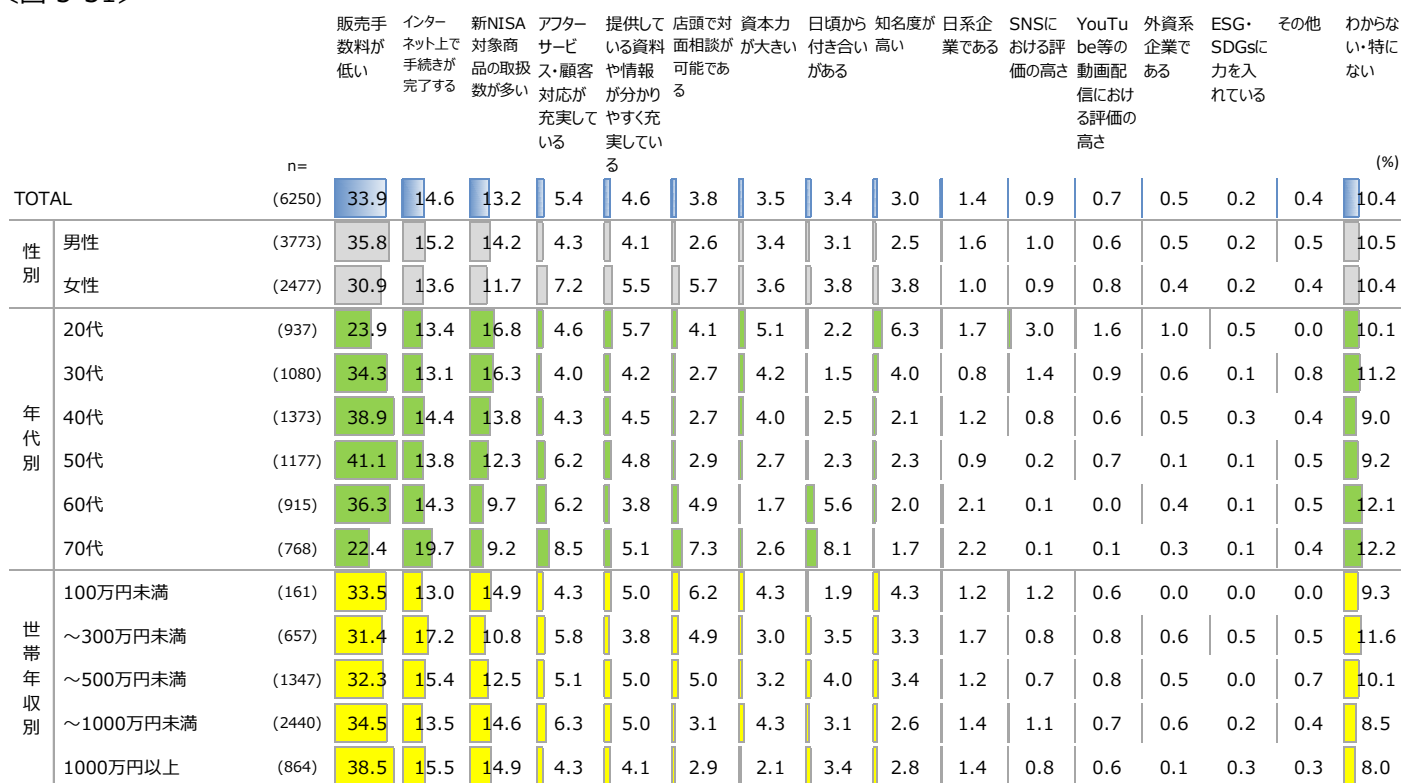 販売手
数料が
低い
インター
ネット上で
手続きが
完了する
新NISA
対象商
品の取扱
数が多い
アフター
サービ
ス・顧客
対応が
充実して
いる
提供して
いる資料
や情報
が分かり
やすく充
実してい
る
店頭で対
面相談が
可能であ
る
資本力
が大きい
日頃から
付き合い
がある
知名度が
高い
日系企
業である
SNSに
おける評
価の高さ
YouTu
be等の
動画配
信におけ
る評価の
高さ
外資系
企業で
ある
ESG・
SDGsに
力を入
れている
その他
わからな
い・特に
ない
n=
(%)
TOTAL (6250) 33.9 14.6 13.2 5.4 4.6 3.8 3.5 3.4 3.0 1.4 0.9 0.7 0.5 0.2 0.4 10.4
性別
男性 (3773) 35.8 15.2 14.2 4.3 4.1 2.6 3.4 3.1 2.5 1.6 1.0 0.6 0.5 0.2 0.5 10.5
女性 (2477) 30.9 13.6 11.7 7.2 5.5 5.7 3.6 3.8 3.8 1.0 0.9 0.8 0.4 0.2 0.4 10.4
年代別
20代 (937) 23.9 13.4 16.8 4.6 5.7 4.1 5.1 2.2 6.3 1.7 3.0 1.6 1.0 0.5 0.0 10.1
30代 (1080) 34.3 13.1 16.3 4.0 4.2 2.7 4.2 1.5 4.0 0.8 1.4 0.9 0.6 0.1 0.8 11.2
40代 (1373) 38.9 14.4 13.8 4.3 4.5 2.7 4.0 2.5 2.1 1.2 0.8 0.6 0.5 0.3 0.4 9.0
50代 (1177) 41.1 13.8 12.3 6.2 4.8 2.9 2.7 2.3 2.3 0.9 0.2 0.7 0.1 0.1 0.5 9.2
60代 (915) 36.3 14.3 9.7 6.2 3.8 4.9 1.7 5.6 2.0 2.1 0.1 0.0 0.4 0.1 0.5 12.1
70代 (768) 22.4 19.7 9.2 8.5 5.1 7.3 2.6 8.1 1.7 2.2 0.1 0.1 0.3 0.1 0.4 12.2
世帯年収別
100万円未満 (161) 33.5 13.0 14.9 4.3 5.0 6.2 4.3 1.9 4.3 1.2 1.2 0.6 0.0 0.0 0.0 9.3
～300万円未満 (657) 31.4 17.2 10.8 5.8 3.8 4.9 3.0 3.5 3.3 1.7 0.8 0.8 0.6 0.5 0.5 11.6
～500万円未満 (1347) 32.3 15.4 12.5 5.1 5.0 5.0 3.2 4.0 3.4 1.2 0.7 0.8 0.5 0.0 0.7 10.1
～1000万円未満 (2440) 34.5 13.5 14.6 6.3 5.0 3.1 4.3 3.1 2.6 1.4 1.1 0.7 0.6 0.2 0.4 8.5
1000万円以上 (864) 38.5 15.5 14.9 4.3 4.1 2.9 2.1 3.4 2.8 1.4 0.8 0.6 0.1 0.3 0.3 8.0